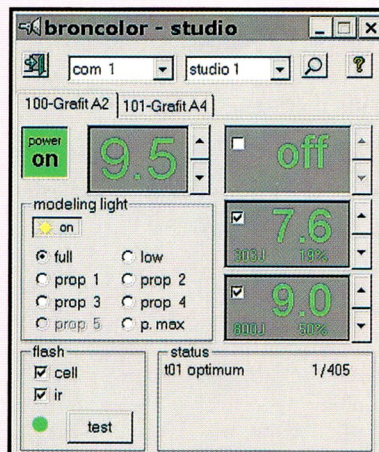 broncolor - studio
com 1 studio 1
100-Grafit A2 101-Grafit A4
power
on
9.5
off
modeling light
on
full low
prop 1 prop 2
prop 3 prop 4
prop 5 p. max
7.6
300J 19%
9.0
800J 50%
flash
cell
ir
test
status
t01 optimum 1/405